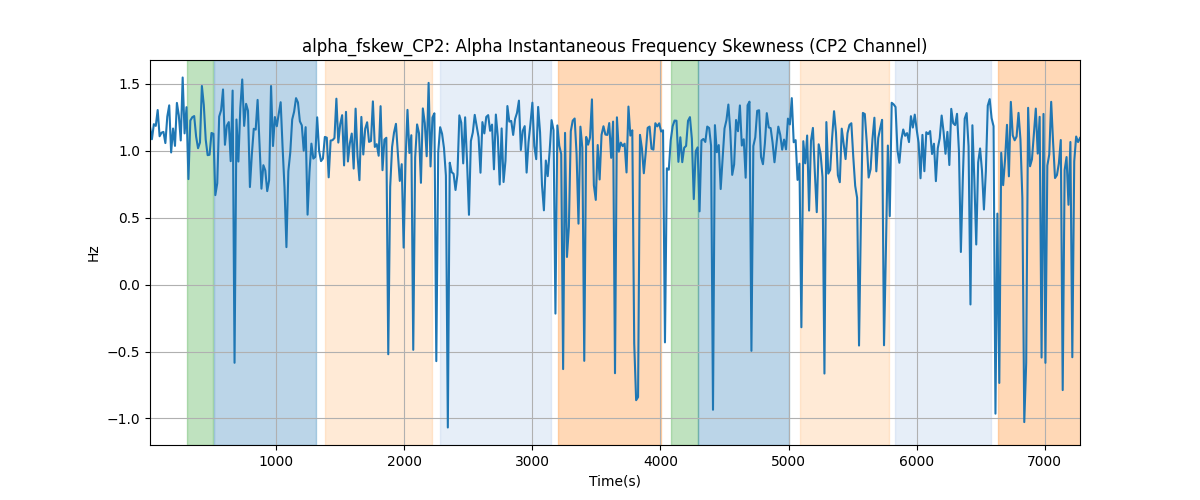 alpha_fskew_CP2: Alpha Instantaneous Frequency Skewness (CP2 Channel)
1.5
1.0
0.5
0.0
−0.5
−1.0
Hz
1000 2000 3000 4000 5000 6000 7000
Time(s)